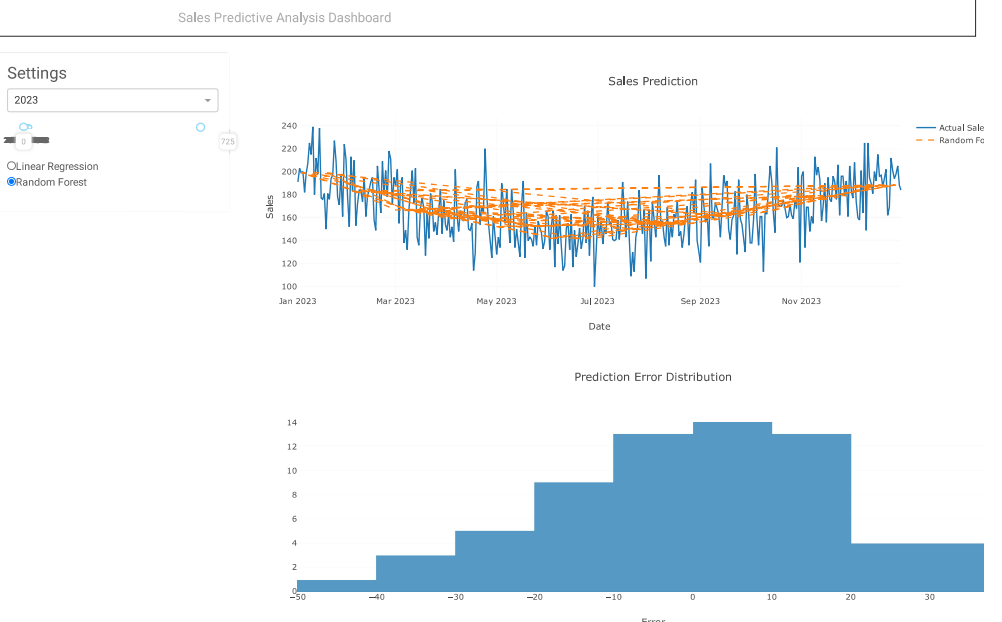 Sales Predictive Analysis Dashboard
Settings
2023
0
725
Linear Regression
Random Forest
Sales Prediction
240
220
200
180
160
140
120
100
Sales
Jan 2023
Mar 2023
May 2023
Jul 2023
Sep 2023
Nov 2023
Date
Actual Sale
Random Fo
Prediction Error Distribution
14
12
10
8
6
4
2
0
−50
−40
−30
−20
−10
0
10
20
30
Error